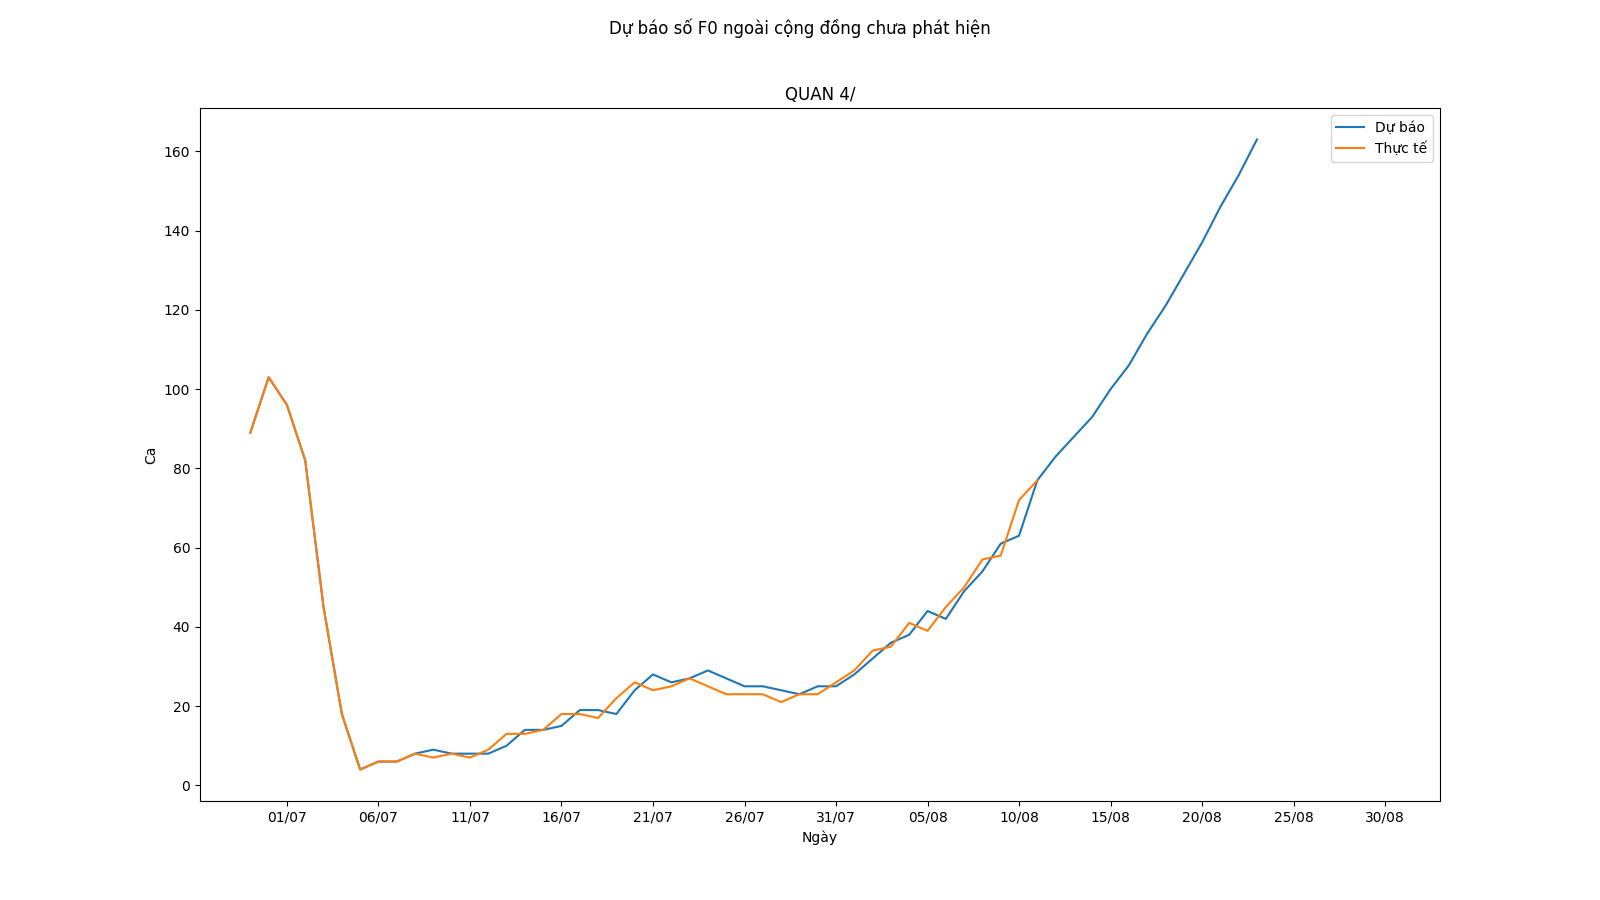 Dự báo số F0 ngoài cộng đồng chưa phát hiện
QUAN 4/
Dự báo
Thực tế
160
140
120
100
80
60
40
20
0
Ca
01/07 06/07 11/07 16/07 21/07 26/07 31/07 05/08 10/08 15/08 20/08 25/08 30/08
Ngày